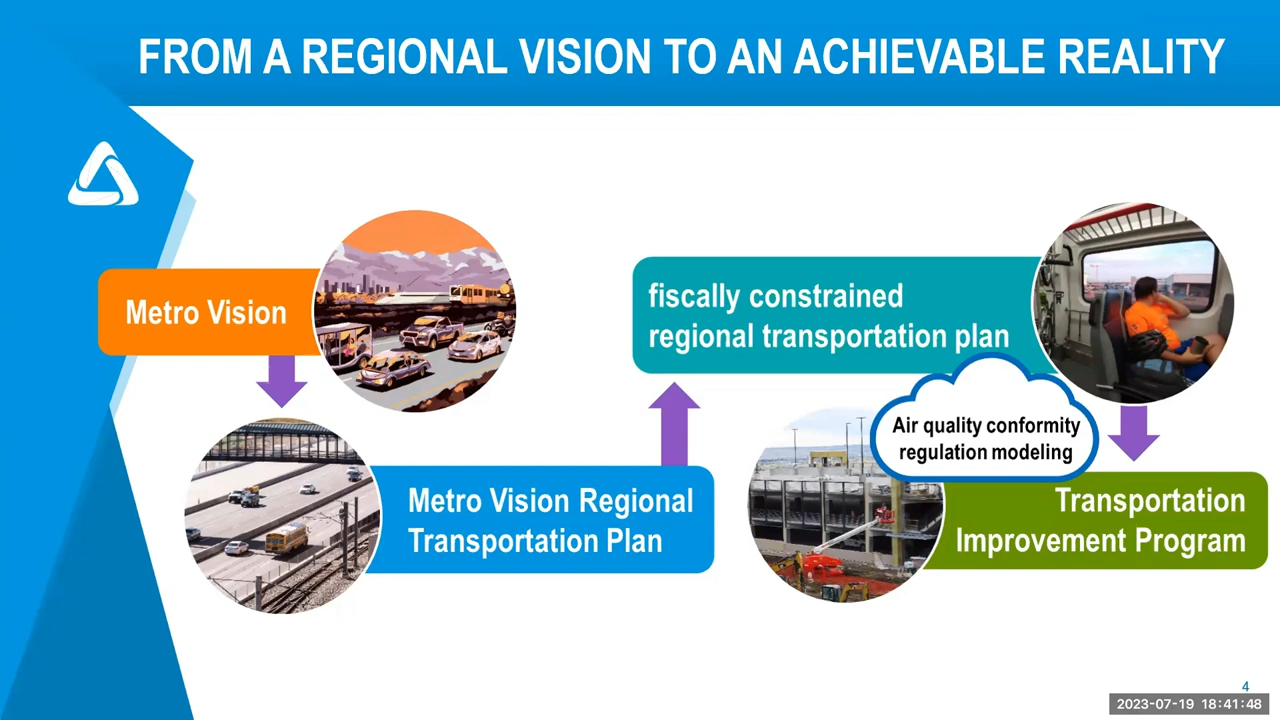 FROM A REGIONAL VISION TO AN ACHIEVABLE REALITY
Metro Vision
Metro Vision Regional
Transportation Plan
fiscally constrained
regional transportation plan
Air quality conformity
regulation modeling
Transportation
Improvement Program
4
2023-07-19 18:41:48